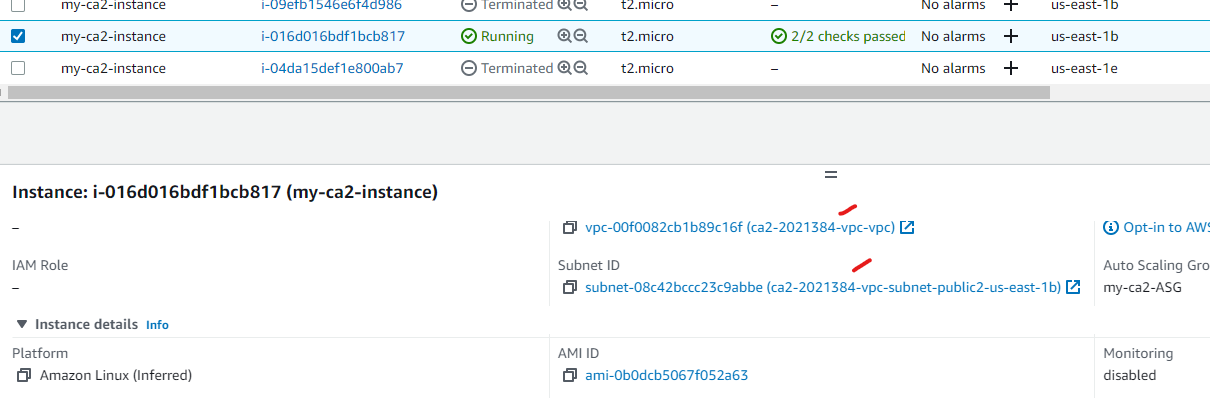 my-ca2-instance i-09efb1546e6f4d986 Terminated t2.micro – No alarms + us-east-1b
my-ca2-instance i-016d016bdf1bcb817 Running t2.micro 2/2 checks passed No alarms + us-east-1b
my-ca2-instance i-04da15def1e800ab7 Terminated t2.micro – No alarms + us-east-1e
Instance: i-016d016bdf1bcb817 (my-ca2-instance)
– vpc-00f0082cb1b89c16f (ca2-2021384-vpc-vpc) Opt-in to AWS
IAM Role Subnet ID Auto Scaling Gro
– subnet-08c42bccc23c9abbe (ca2-2021384-vpc-subnet-public2-us-east-1b) my-ca2-ASG
Instance details Info
Platform AMI ID Monitoring
Amazon Linux (Inferred) ami-0b0dcb5067f052a63 disabled